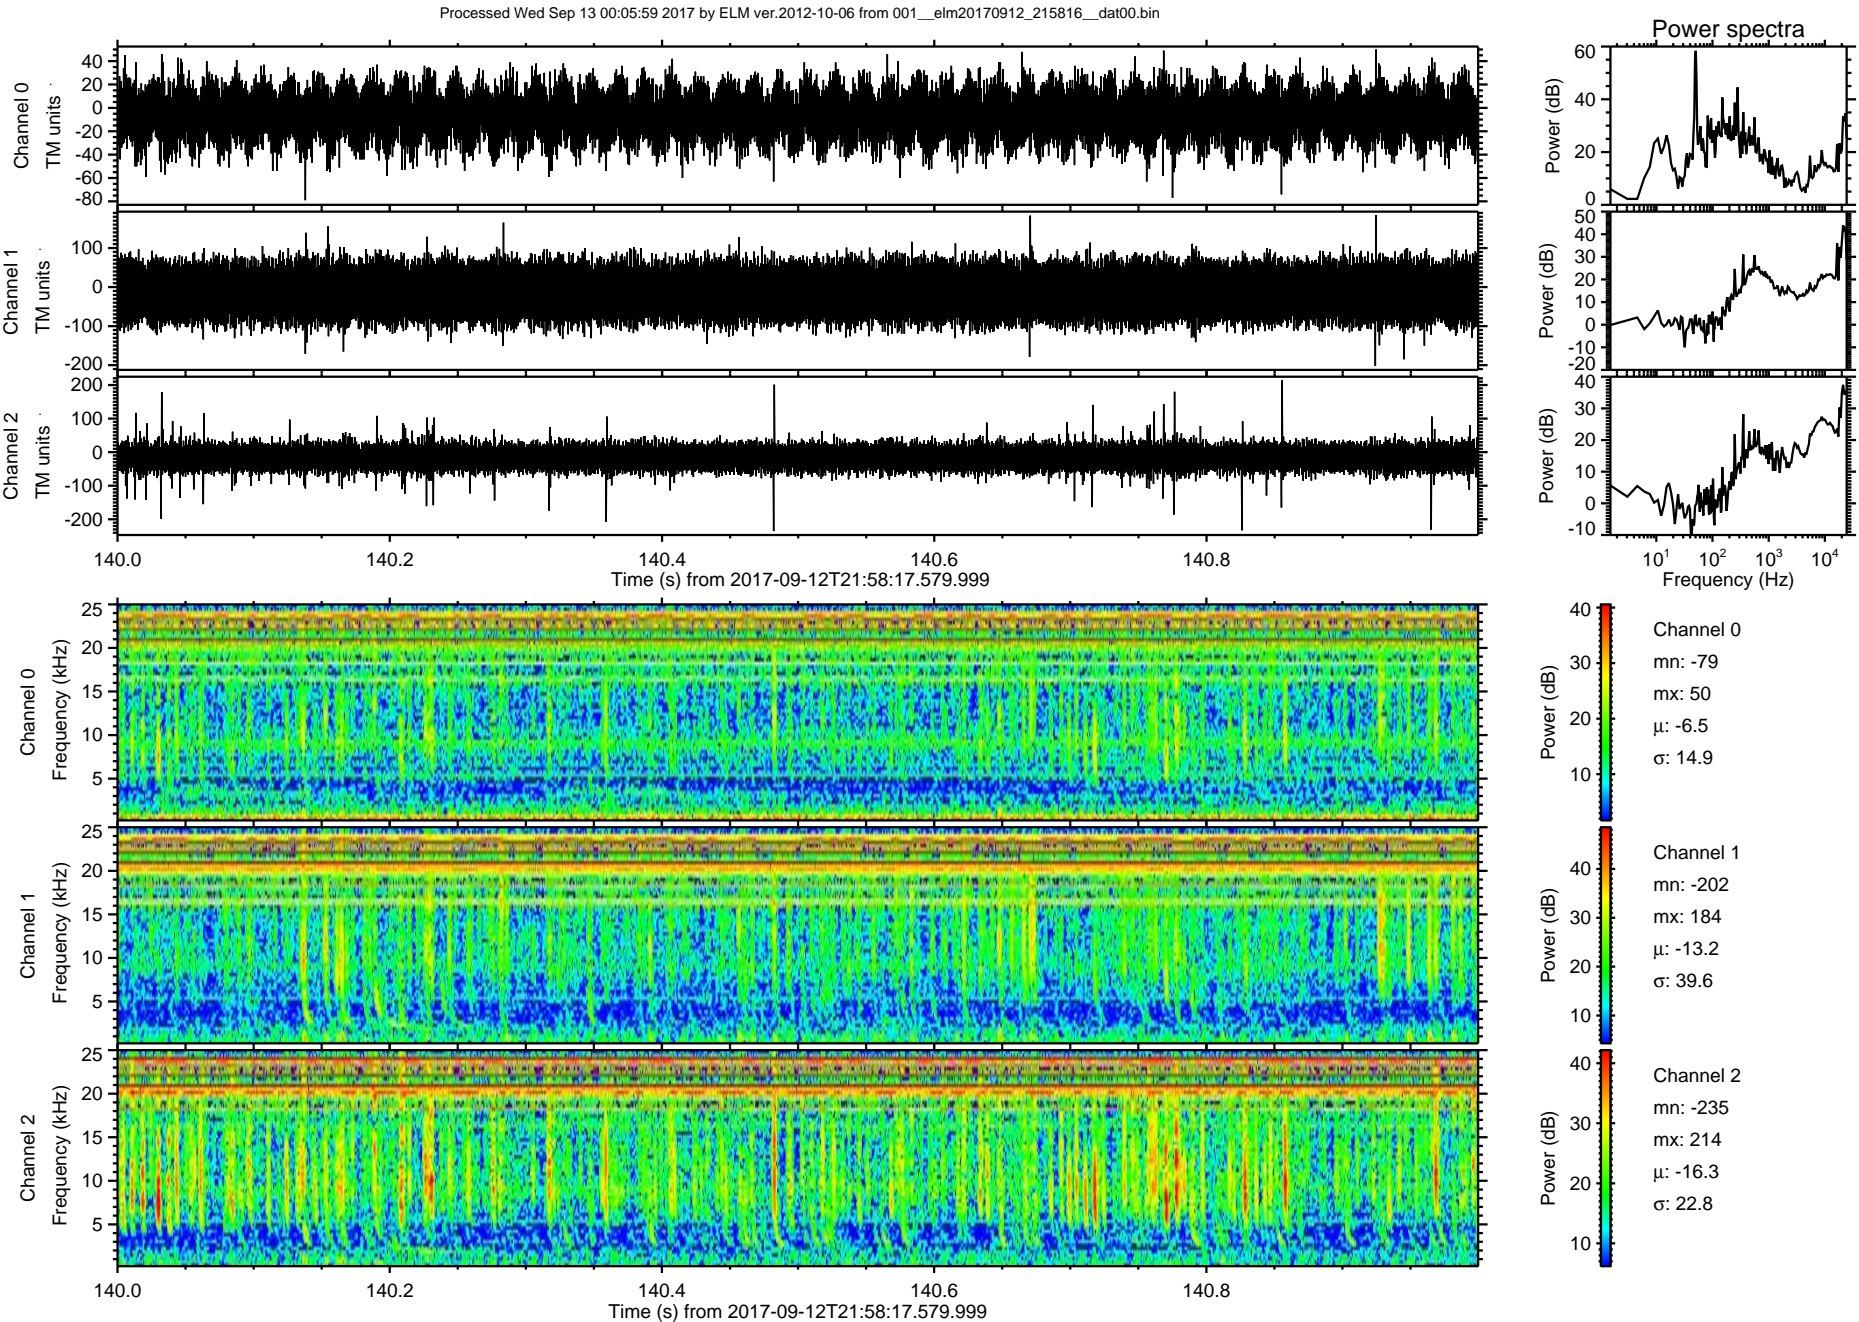 Processed Wed Sep 13 00:05:59 2017 by ELM ver.2012-10-06 from 001__elm20170912_215816__dat00.bin
Power spectra
Channel 0
TM units
40
20
0
-20
-40
-60
-80
Power (dB)
60
40
20
0
Channel 1
TM units
100
0
-100
-200
Power (dB)
50
40
30
20
10
0
-10
-20
Channel 2
TM units
200
100
0
-100
-200
Power (dB)
40
30
20
10
0
-10
140.0 140.2 140.4 140.6 140.8
Time (s) from 2017-09-12T21:58:17.579.999
10¹ 10² 10³ 10⁴
Frequency (Hz)
Channel 0
Frequency (kHz)
25
20
15
10
5
Power (dB)
40
30
20
10
Channel 0
mn: -79
mx: 50
μ: -6.5
σ: 14.9
Channel 1
Frequency (kHz)
25
20
15
10
5
Power (dB)
40
30
20
10
Channel 1
mn: -202
mx: 184
μ: -13.2
σ: 39.6
Channel 2
Frequency (kHz)
25
20
15
10
5
Power (dB)
40
30
20
10
Channel 2
mn: -235
mx: 214
μ: -16.3
σ: 22.8
140.0 140.2 140.4 140.6 140.8
Time (s) from 2017-09-12T21:58:17.579.999